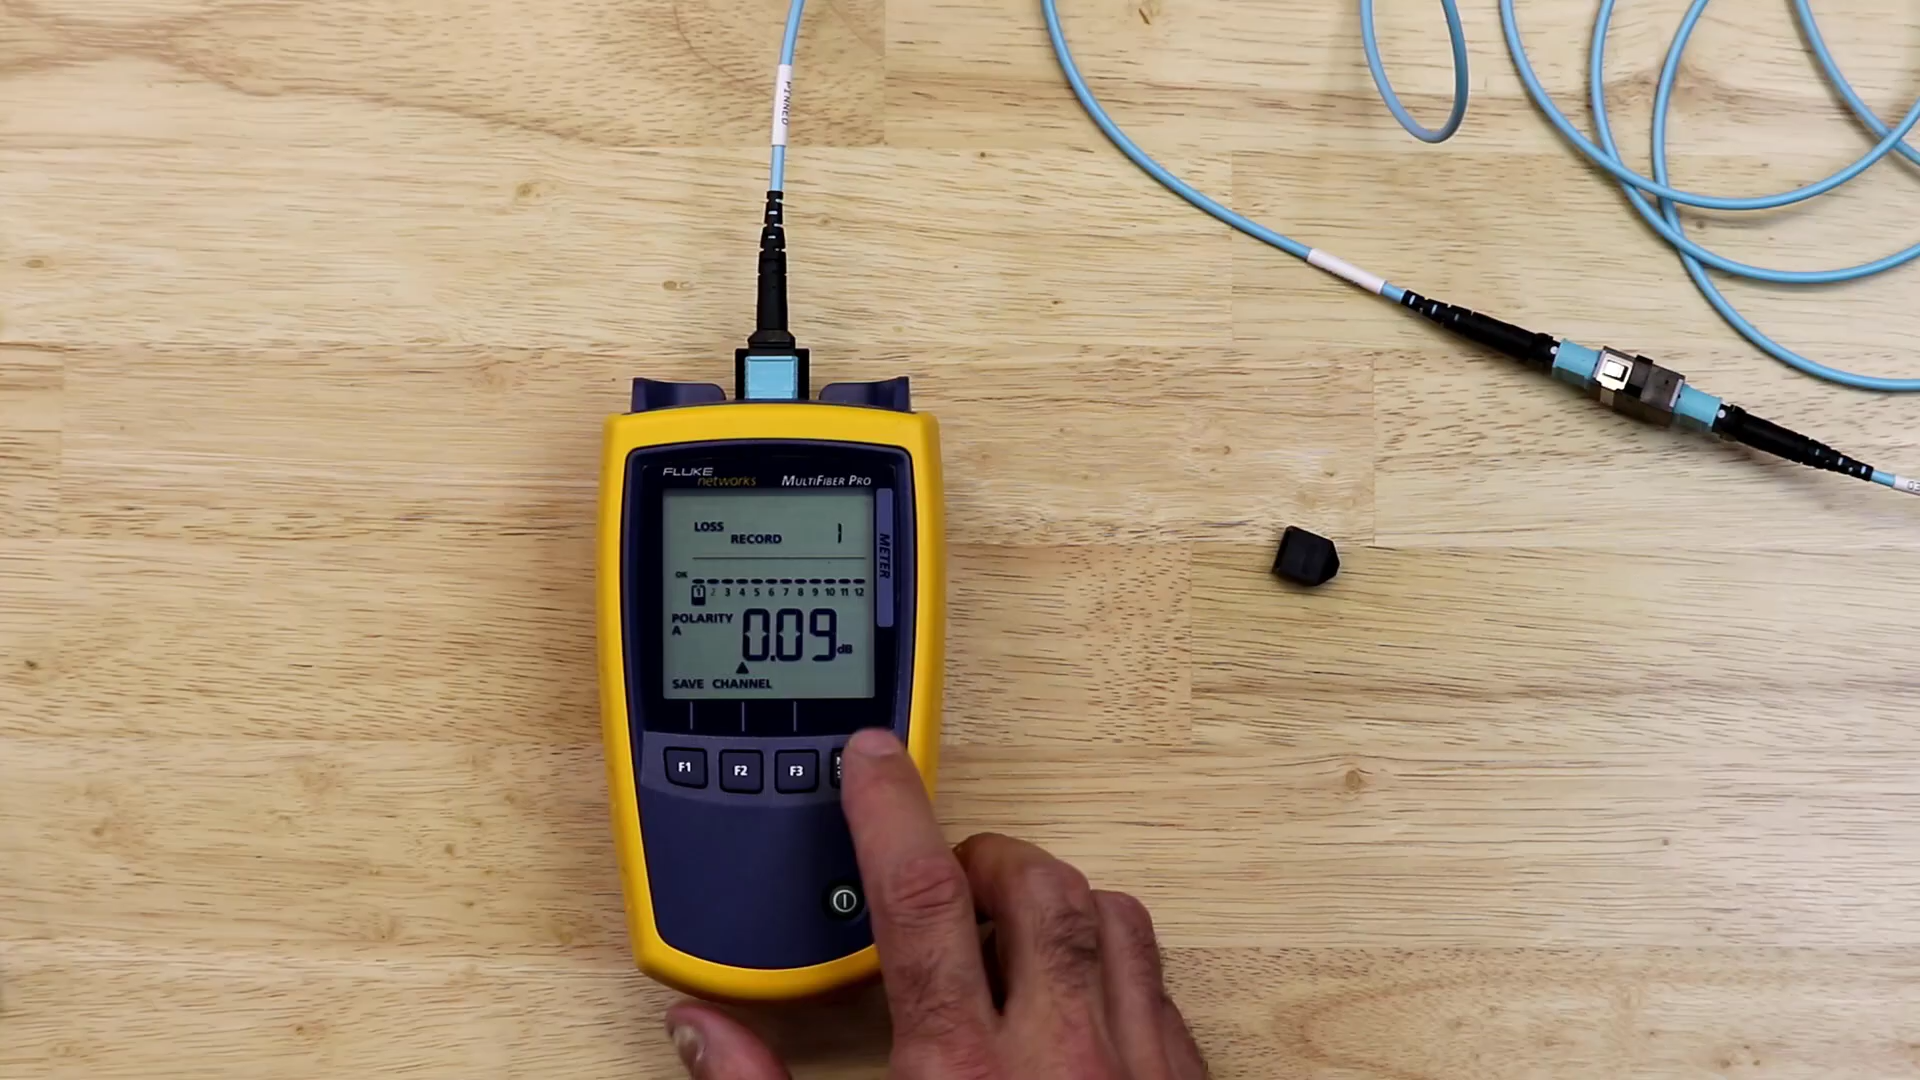 PINNED
FLUKE
networks
MULTIFIBER PRO
LOSS
RECORD 1
OK
1 2 3 4 5 6 7 8 9 10 11 12
POLARITY
A
0.09 dB
SAVE CHANNEL
METER
F1 F2 F3